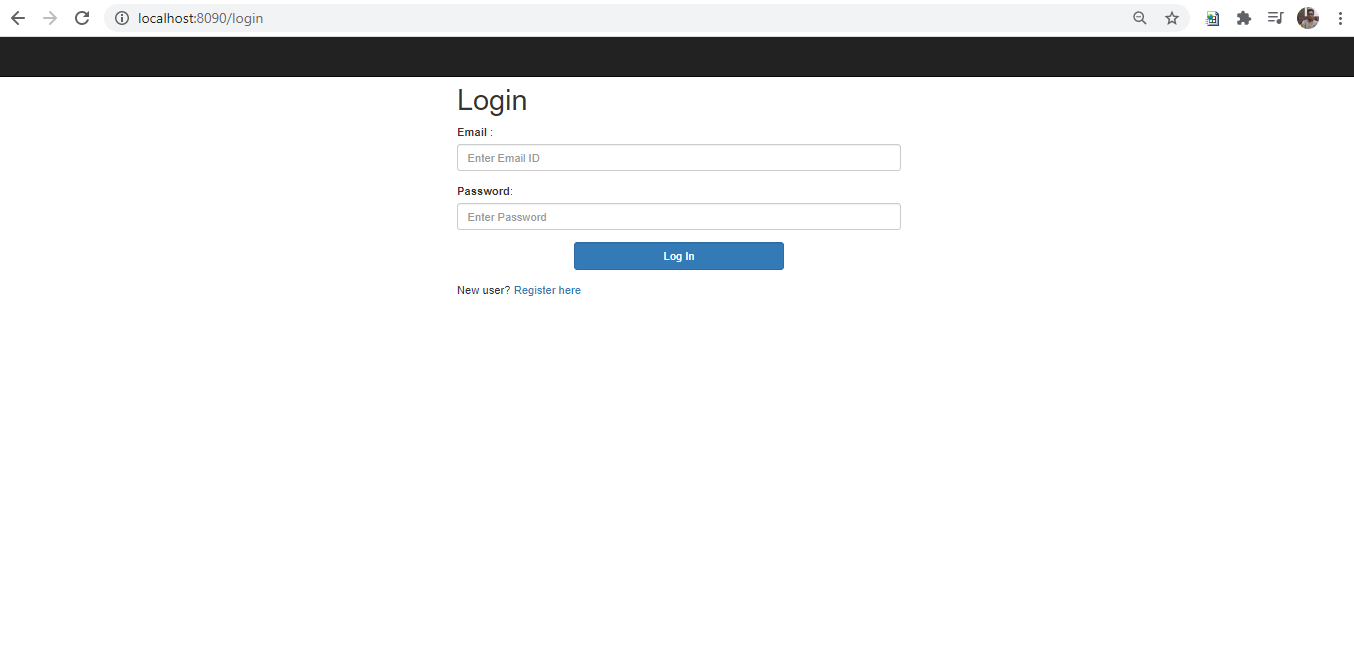 localhost:8090/login
Login
Email :
Enter Email ID
Password:
Enter Password
Log In
New user? Register here